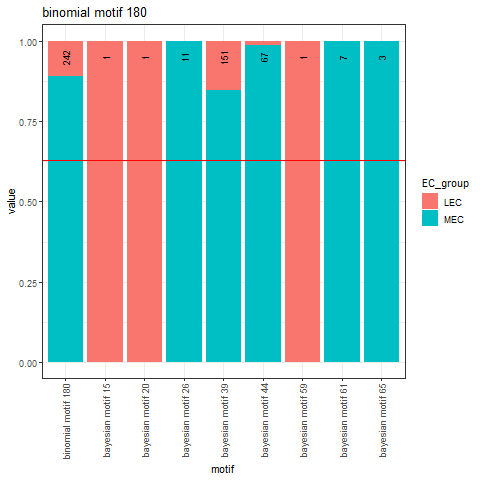 binomial motif 180
1.00
0.75
0.50
0.25
0.00
value
242
1
1
11
151
67
1
7
3
binomial motif 180
bayesian motif 15
bayesian motif 20
bayesian motif 26
bayesian motif 39
bayesian motif 44
bayesian motif 59
bayesian motif 61
bayesian motif 65
motif
EC_group
LEC
MEC